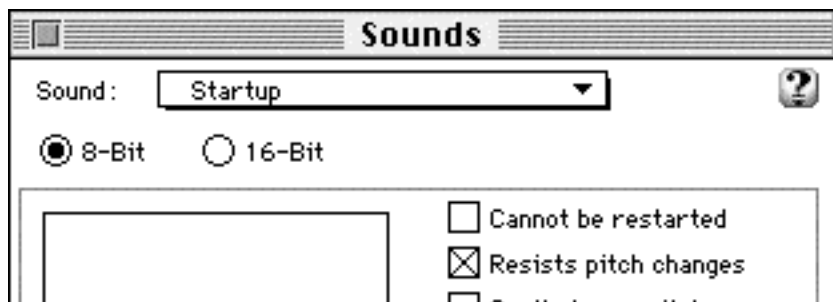 Sounds
Sound: Startup
8-Bit 16-Bit
Cannot be restarted
Resists pitch changes